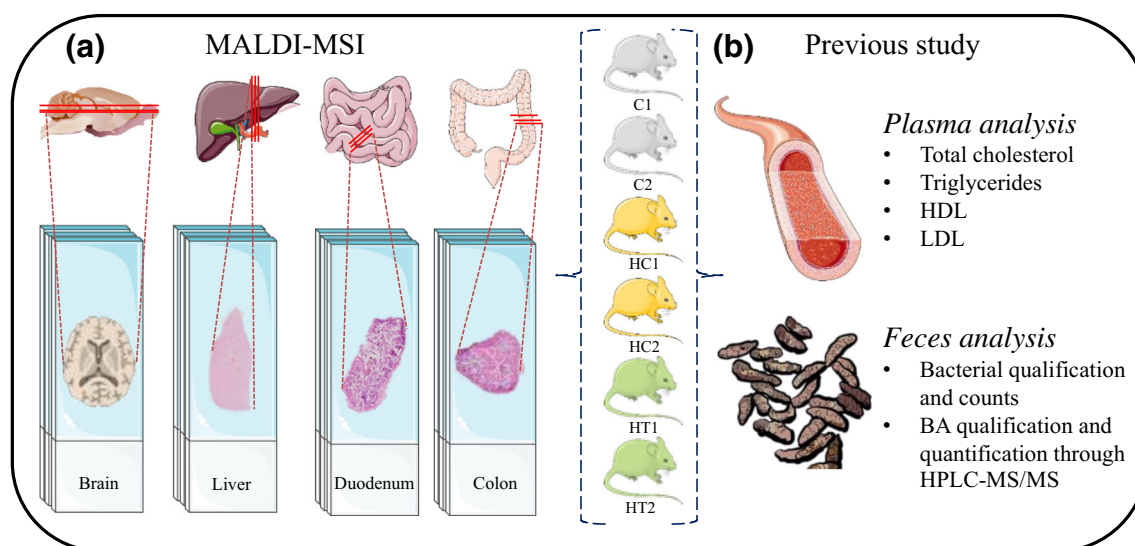 (a) MALDI-MSI
Brain
Liver
Duodenum
Colon
C1
C2
HC1
HC2
HT1
HT2
(b) Previous study
Plasma analysis
• Total cholesterol
• Triglycerides
• HDL
• LDL
Feces analysis
• Bacterial qualification
and counts
• BA qualification and
quantification through
HPLC-MS/MS